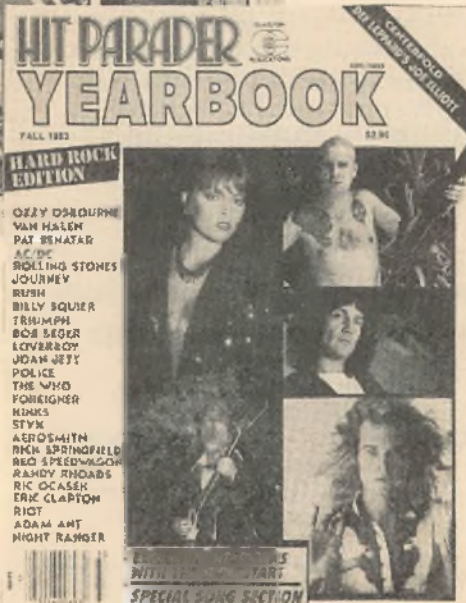 HIT PARADER
YEARBOOK
CENTERFOLD
DEF LEPPARD'S JOE ELLIOTT
FALL 1983
$2.95
HARD ROCK
EDITION
OZZY OSBOURNE
VAN HALEN
PAT BENATAR
AC/DC
ROLLING STONES
JOURNEY
RUSH
BILLY SQUIER
TRIUMPH
BOB SEGER
LOVERBOY
JOAN JETT
POLICE
THE WHO
FOREIGNER
KINKS
STYX
AEROSMITH
RICK SPRINGFIELD
REO SPEEDWAGON
RANDY RHOADS
RIC OCASEK
ERIC CLAPTON
RIOT
ADAM ANT
NIGHT RANGER
WITH
SPECIAL SONG SECTION